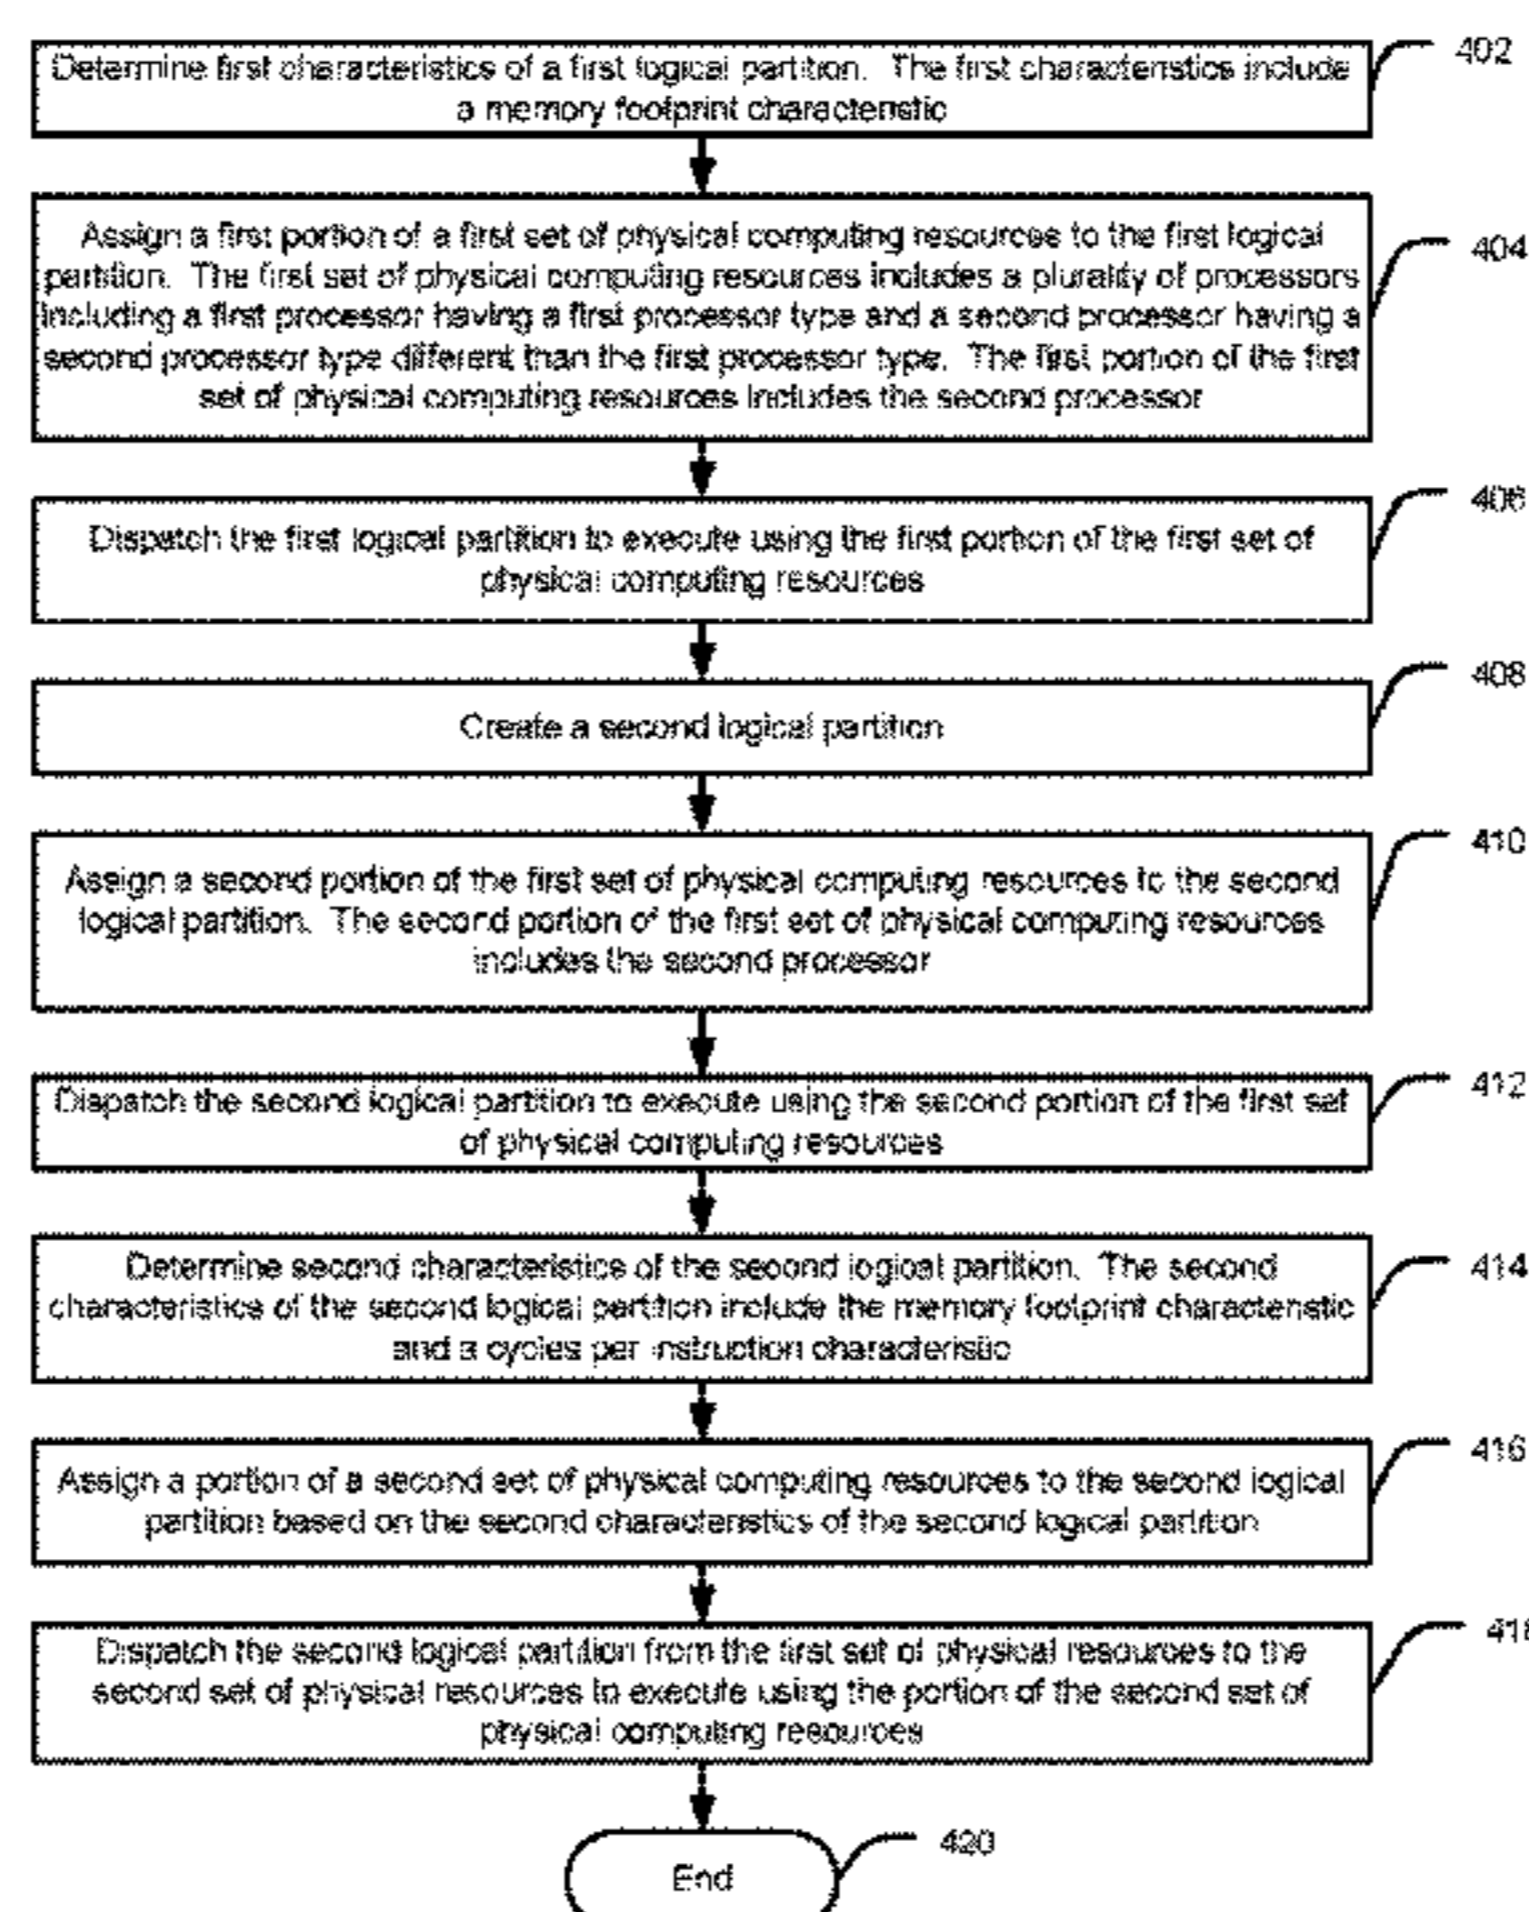 402
Determine first characteristics of a first logical partition. The first characteristics include
a memory footprint characteristic
404
Assign a first portion of a first set of physical computing resources to the first logical
partition. The first set of physical computing resources includes a plurality of processors
including a first processor having a first processor type and a second processor having a
second processor type different than the first processor type. The first portion of the first
set of physical computing resources includes the second processor
406
Dispatch the first logical partition to execute using the first portion of the first set of
physical computing resources
408
Create a second logical partition
410
Assign a second portion of the first set of physical computing resources to the second
logical partition. The second portion of the first set of physical computing resources
includes the second processor
412
Dispatch the second logical partition to execute using the second portion of the first set
of physical computing resources
414
Determine second characteristics of the second logical partition. The second
characteristics of the second logical partition include the memory footprint characteristic
and a cycles per instruction characteristic
416
Assign a portion of a second set of physical computing resources to the second logical
partition based on the second characteristics of the second logical partition
Dispatch the second logical partition from the first set of physical resources to the
second set of physical resources to execute using the portion of the second set of
physical computing resources
420
End